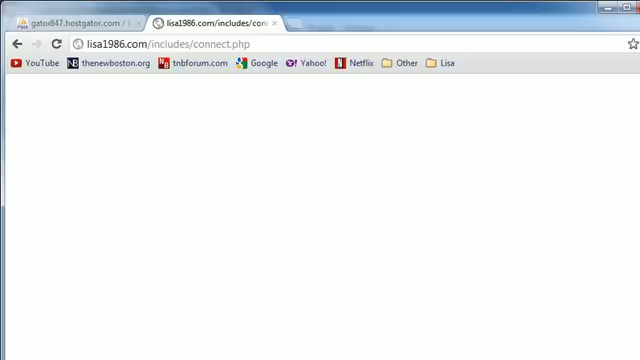 gator847.hostgator.com / l
lisa1986.com/includes/conn
lisa1986.com/includes/connect.php
YouTube thenewboston.org tnbforum.com Google Yahoo! Netflix Other Lisa